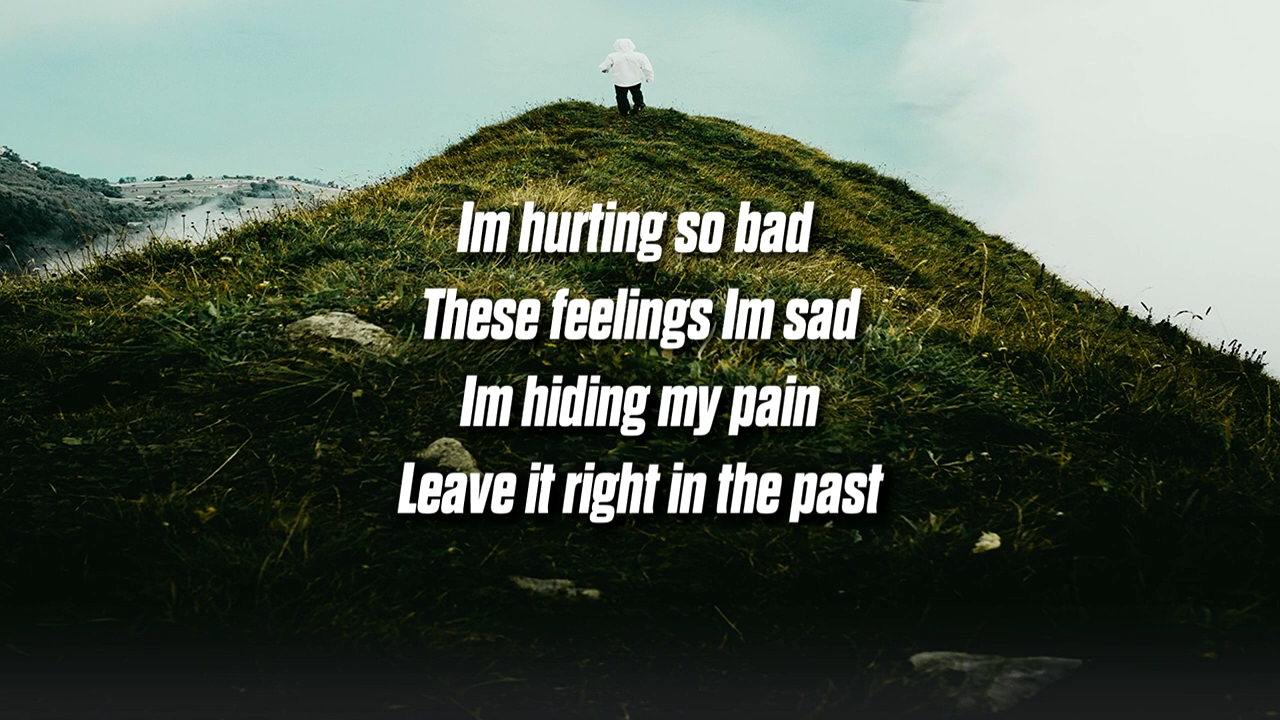 Im hurting so bad
These feelings Im sad
Im hiding my pain
Leave it right in the past